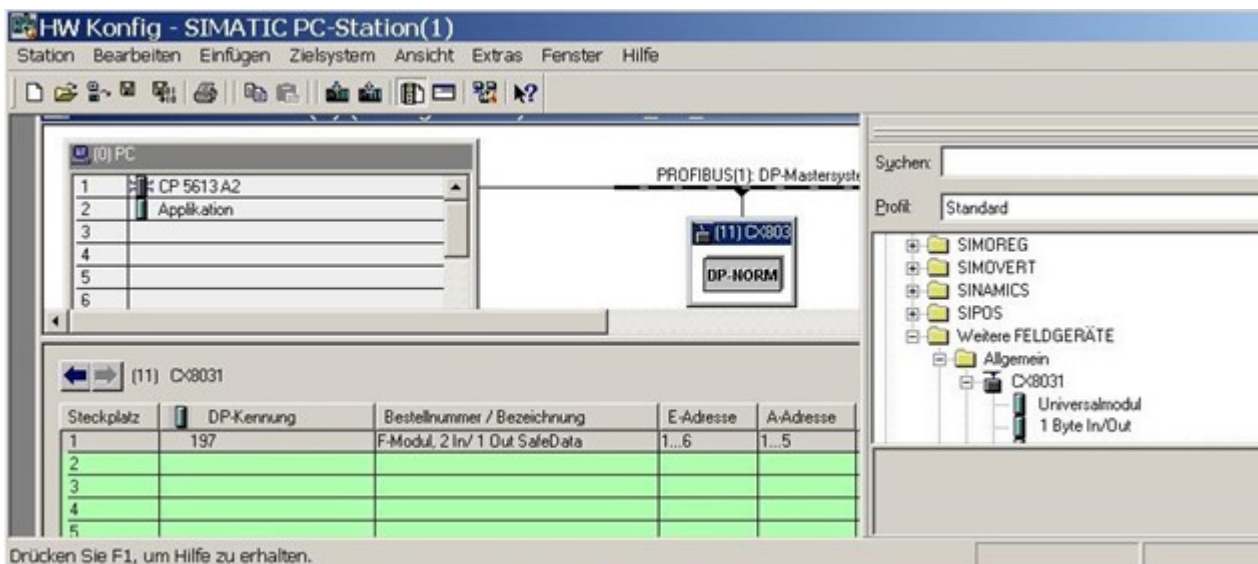 HW Konfig - SIMATIC PC-Station(1)
Station Bearbeiten Einfügen Zielsystem Ansicht Extras Fenster Hilfe
(0) PC
1 CP 5613 A2
2 Applikation
3
4
5
6
PROFIBUS(1): DP-Mastersyste
(11) CX803
DP-NORM
Suchen:
Profil: Standard
SIMOREG
SIMOVERT
SINAMICS
SIPOS
Weitere FELDGERÄTE
Allgemein
CX8031
Universalmodul
1 Byte In/Out
(11) CX8031
Steckplatz DP-Kennung Bestellnummer / Bezeichnung E-Adresse A-Adresse
1 197 F-Modul, 2 In/ 1 Out SafeData 1...6 1...5
2
3
4
5
Drücken Sie F1, um Hilfe zu erhalten.